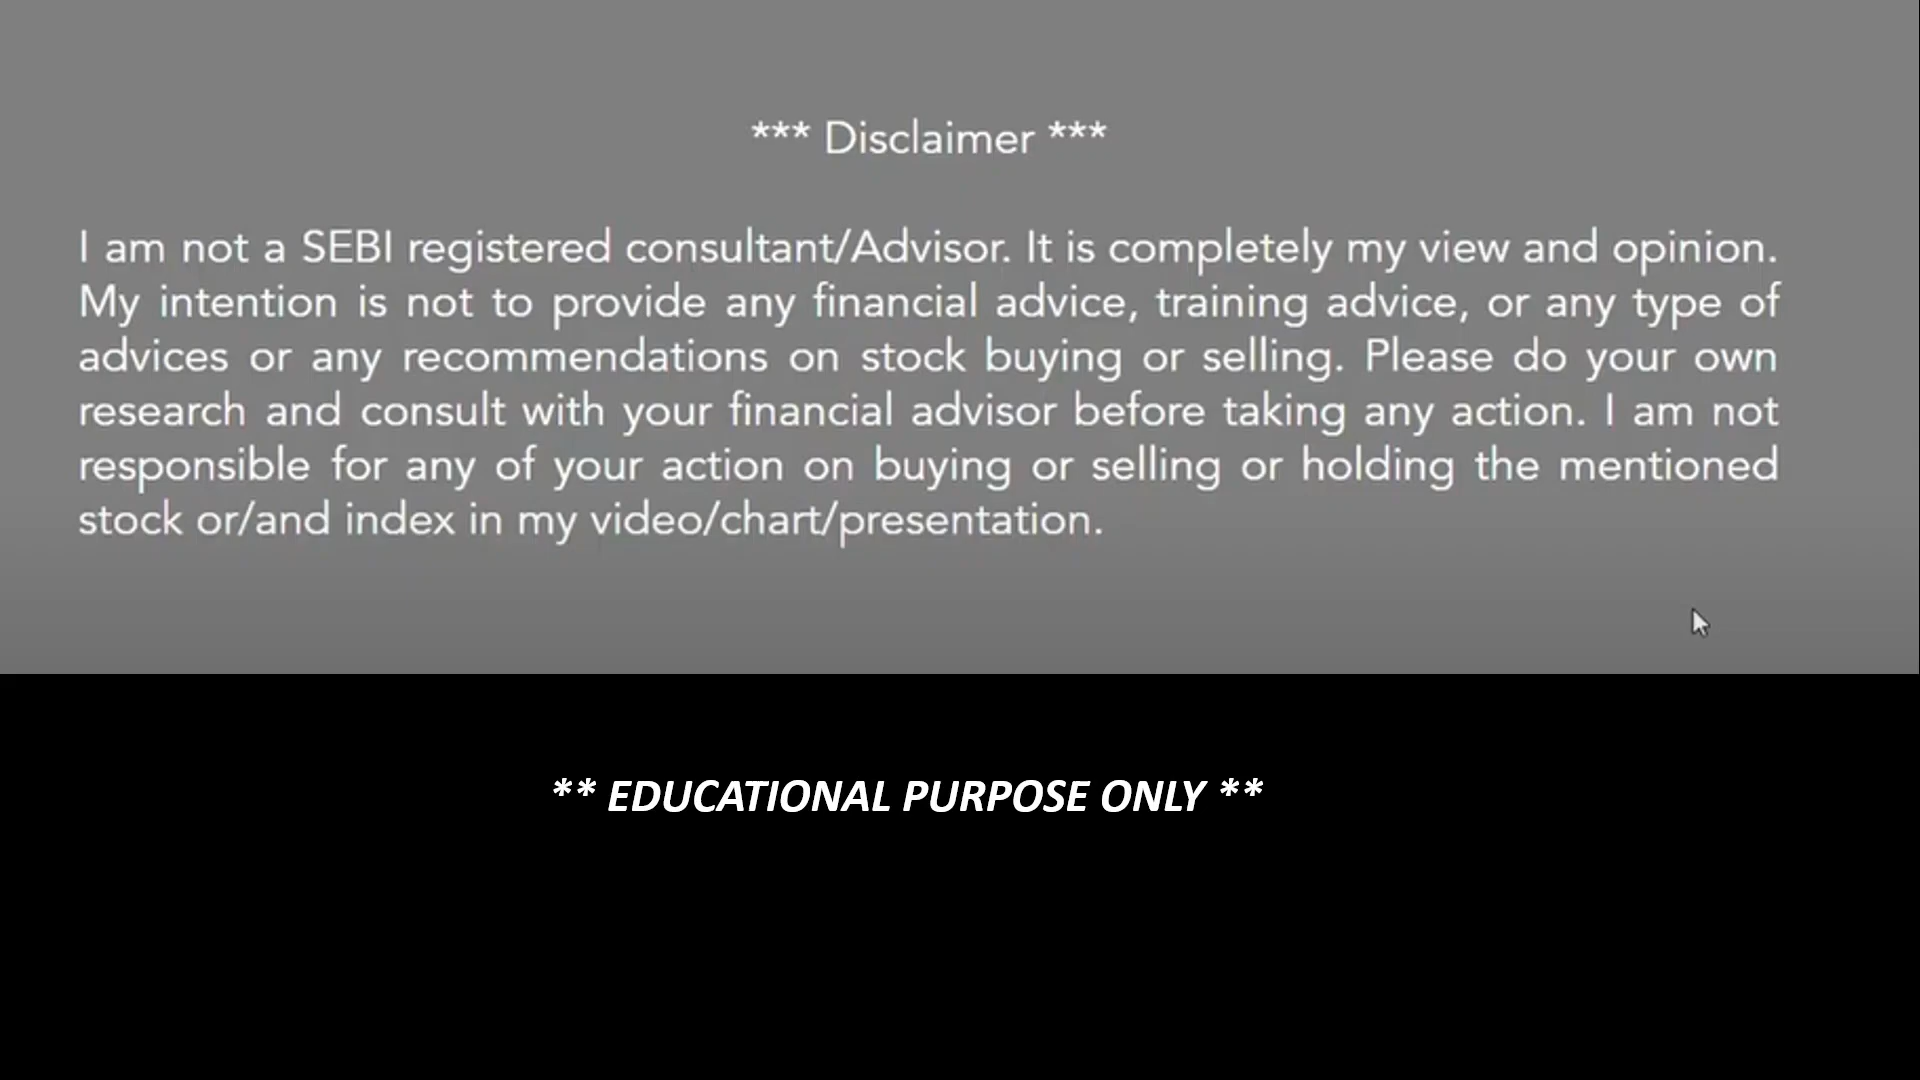 *** Disclaimer ***
I am not a SEBI registered consultant/Advisor. It is completely my view and opinion.
My intention is not to provide any financial advice, training advice, or any type of
advices or any recommendations on stock buying or selling. Please do your own
research and consult with your financial advisor before taking any action. I am not
responsible for any of your action on buying or selling or holding the mentioned
stock or/and index in my video/chart/presentation.
** EDUCATIONAL PURPOSE ONLY **